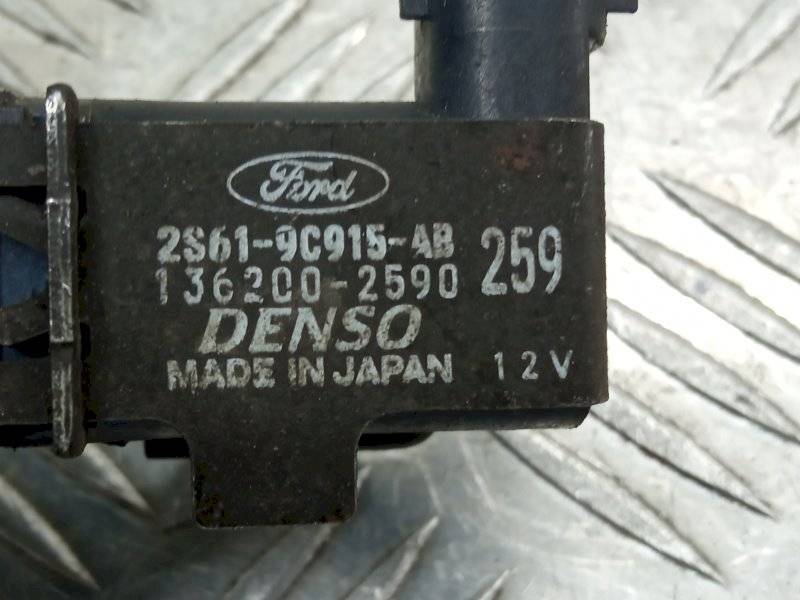 Ford
2S61-9C915-AB
136200-2590 259
DENSO
MADE IN JAPAN 12V